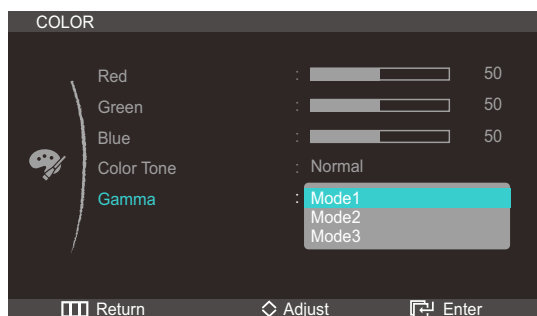 COLOR
Red : 50
Green : 50
Blue : 50
Color Tone : Normal
Gamma : Mode1
Mode2
Mode3
Return Adjust Enter